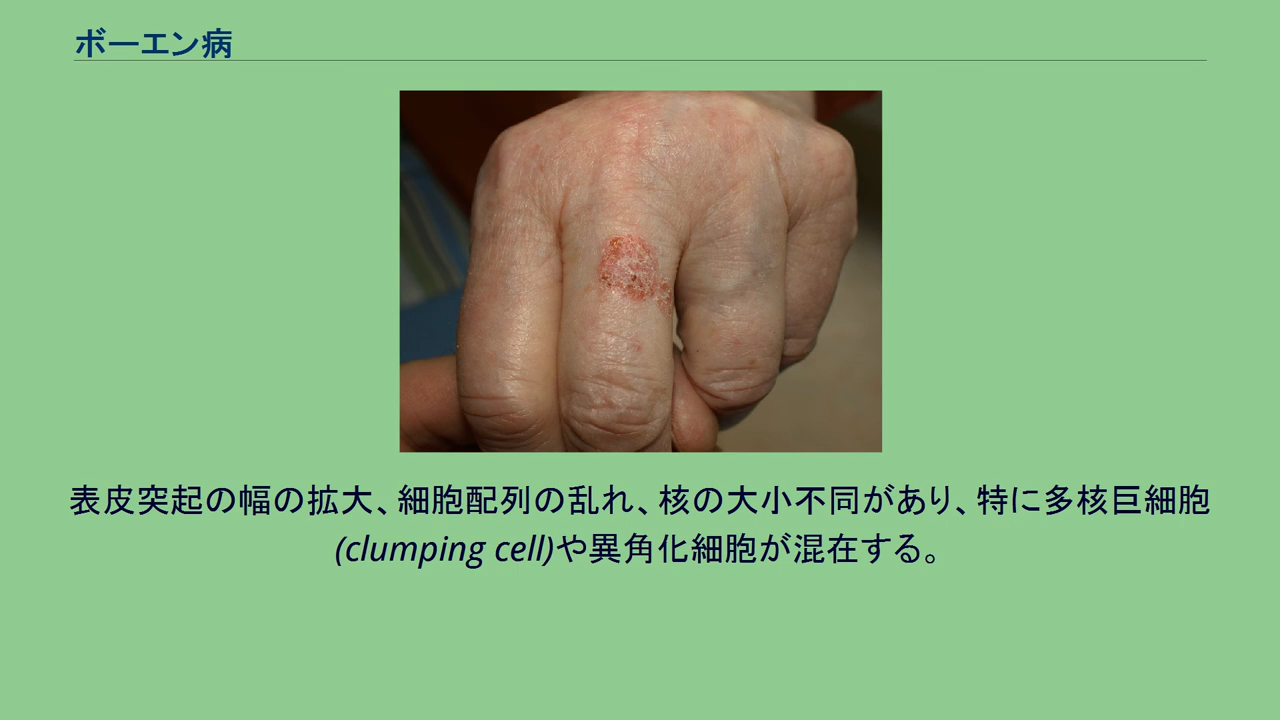 ボーエン病
表皮突起の幅の拡大、細胞配列の乱れ、核の大小不同があり、特に多核巨細胞
(clumping cell)や異角化細胞が混在する。